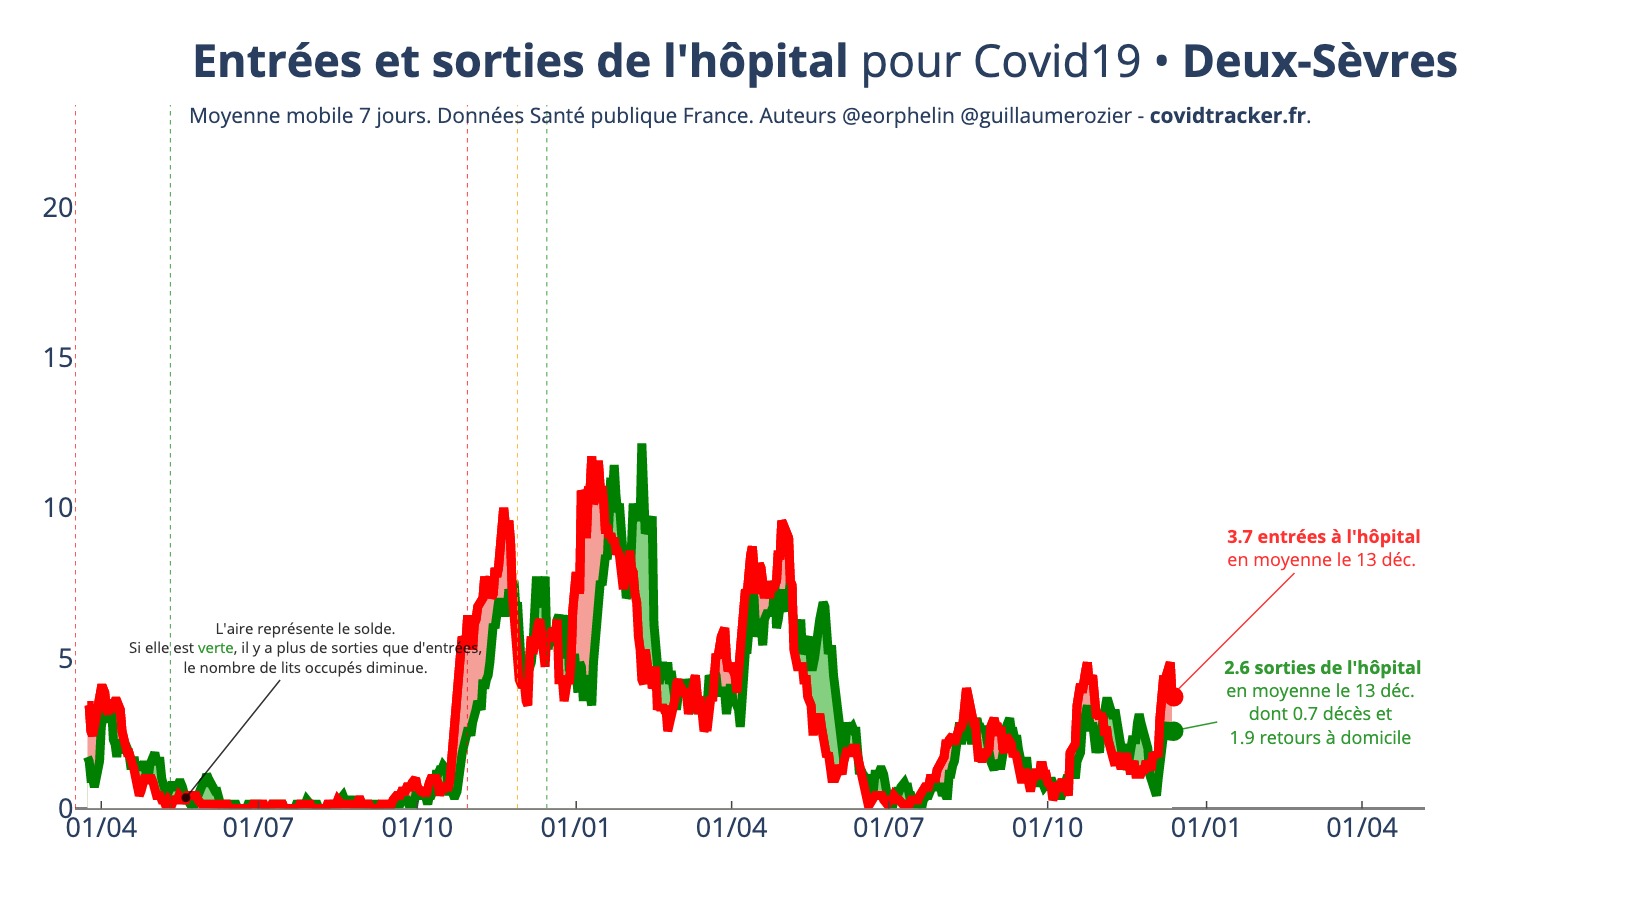 Entrées et sorties de l'hôpital pour Covid19 • Deux-Sèvres
Moyenne mobile 7 jours. Données Santé publique France. Auteurs @eorphelin @guillaumerozier - covidtracker.fr.
20
15
10
5
0
L'aire représente le solde.
Si elle est verte, il y a plus de sorties que d'entrées,
le nombre de lits occupés diminue.
3.7 entrées à l'hôpital
en moyenne le 13 déc.
2.6 sorties de l'hôpital
en moyenne le 13 déc.
dont 0.7 décès et
1.9 retours à domicile
01/04 01/07 01/10 01/01 01/04 01/07 01/10 01/01 01/04